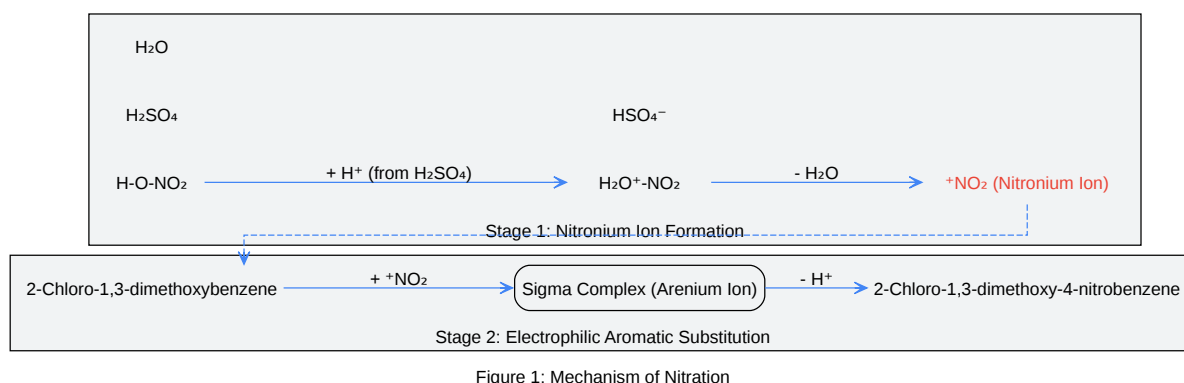 H₂O
H₂SO₄
HSO₄⁻
H-O-NO₂
+ H⁺ (from H₂SO₄)
H₂O⁺-NO₂
- H₂O
⁺NO₂ (Nitronium Ion)
Stage 1: Nitronium Ion Formation
2-Chloro-1,3-dimethoxybenzene
+ ⁺NO₂
Sigma Complex (Arenium Ion)
- H⁺
2-Chloro-1,3-dimethoxy-4-nitrobenzene
Stage 2: Electrophilic Aromatic Substitution
Figure 1: Mechanism of Nitration